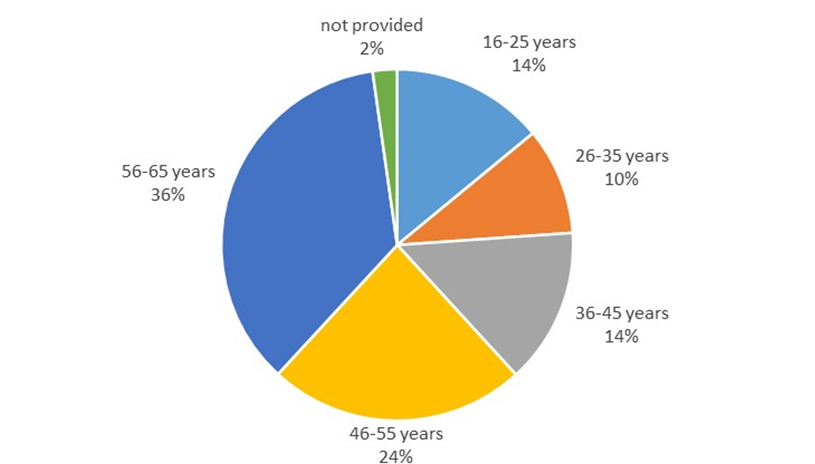 not provided
2%
16-25 years
14%
26-35 years
10%
36-45 years
14%
46-55 years
24%
56-65 years
36%